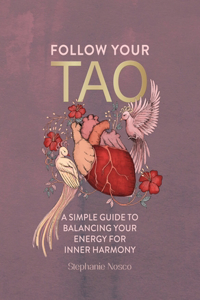 FOLLOW YOUR
TAO
A SIMPLE GUIDE TO
BALANCING YOUR
ENERGY FOR
INNER HARMONY
Stephanie Nosco